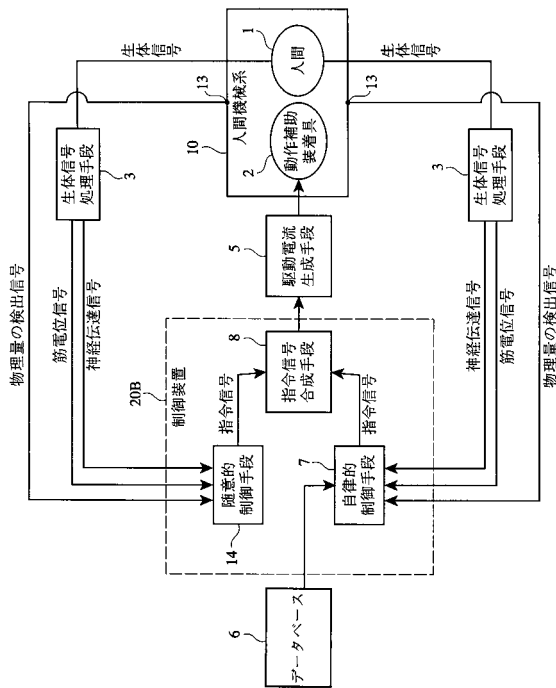 物理量の検出信号
生体信号
3
生体信号
処理手段
筋電位信号
神経伝達信号
13
10
人間機械系
1
人間
2
動作補助
装着具
5
駆動電流
生成手段
20B
制御装置
8
指令信号
合成手段
指令信号
指令信号
14
随意的
制御手段
7
自律的
制御手段
6
データベース
13
生体信号
3
生体信号
処理手段
神経伝達信号
筋電位信号
物理量の検出信号